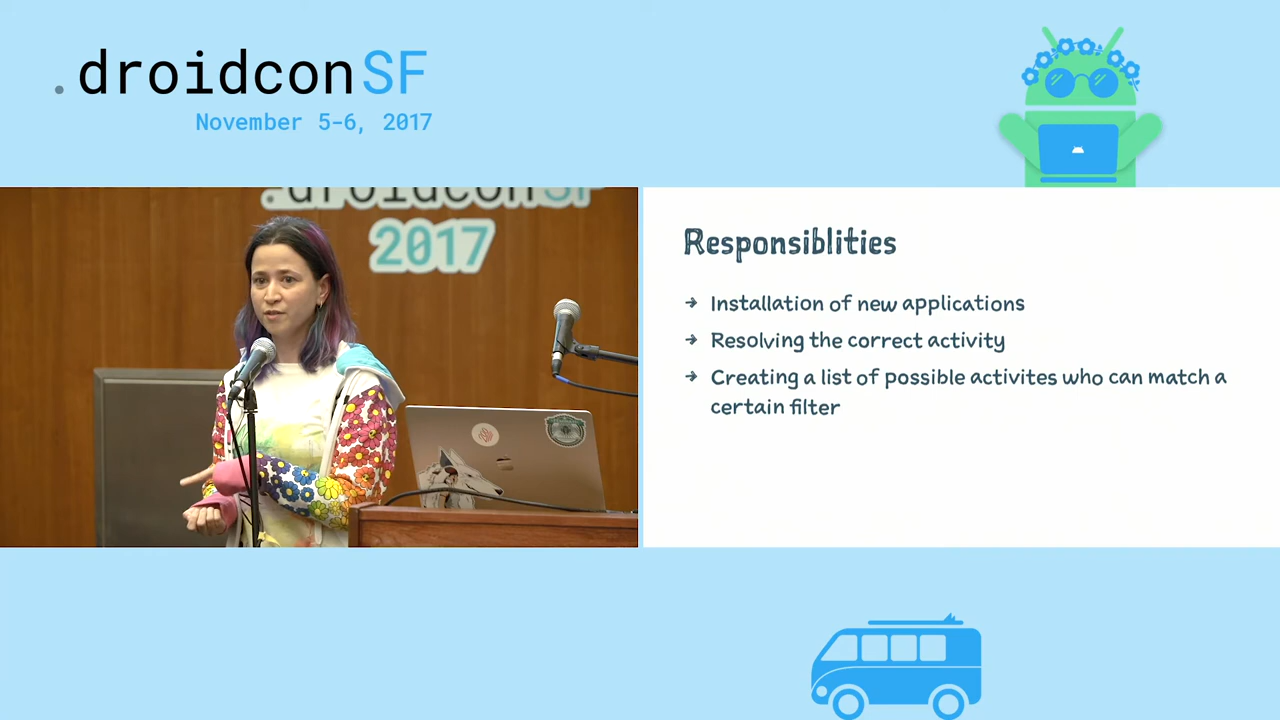 .droidconSF
November 5-6, 2017
.droidconSF
2017
Responsiblities
→ Installation of new applications
→ Resolving the correct activity
→ Creating a list of possible activites who can match a
certain filter